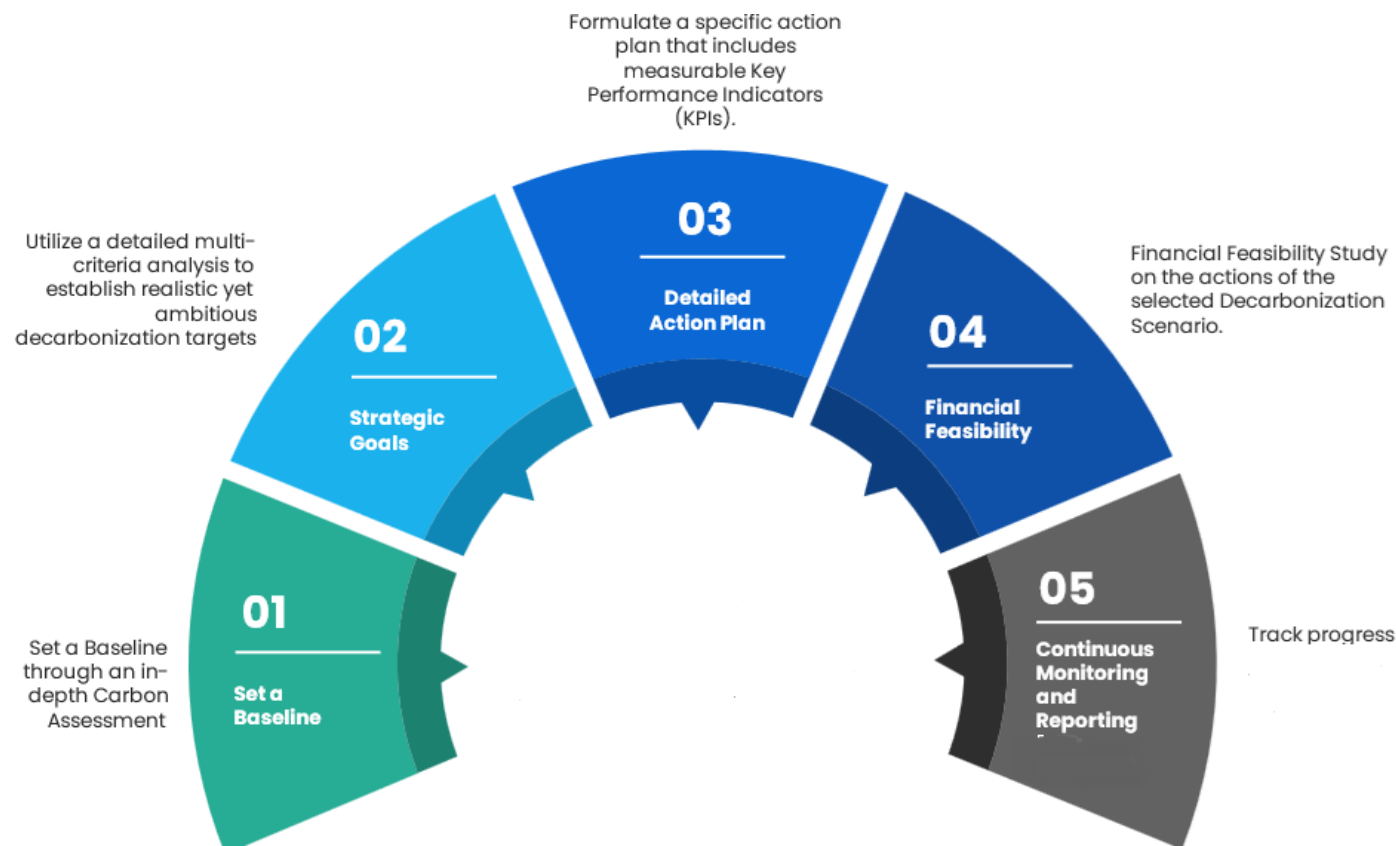 Formulate a specific action
plan that includes
measurable Key
Performance Indicators
(KPIs).
03
Detailed
Action Plan
Utilize a detailed multi-
criteria analysis to
establish realistic yet
ambitious
decarbonization targets
02
Strategic
Goals
Financial Feasibility Study
on the actions of the
selected Decarbonization
Scenario.
04
Financial
Feasibility
01
Set a
Baseline
Set a Baseline
through an in-
depth Carbon
Assessment
05
Continuous
Monitoring
and
Reporting
Track progress